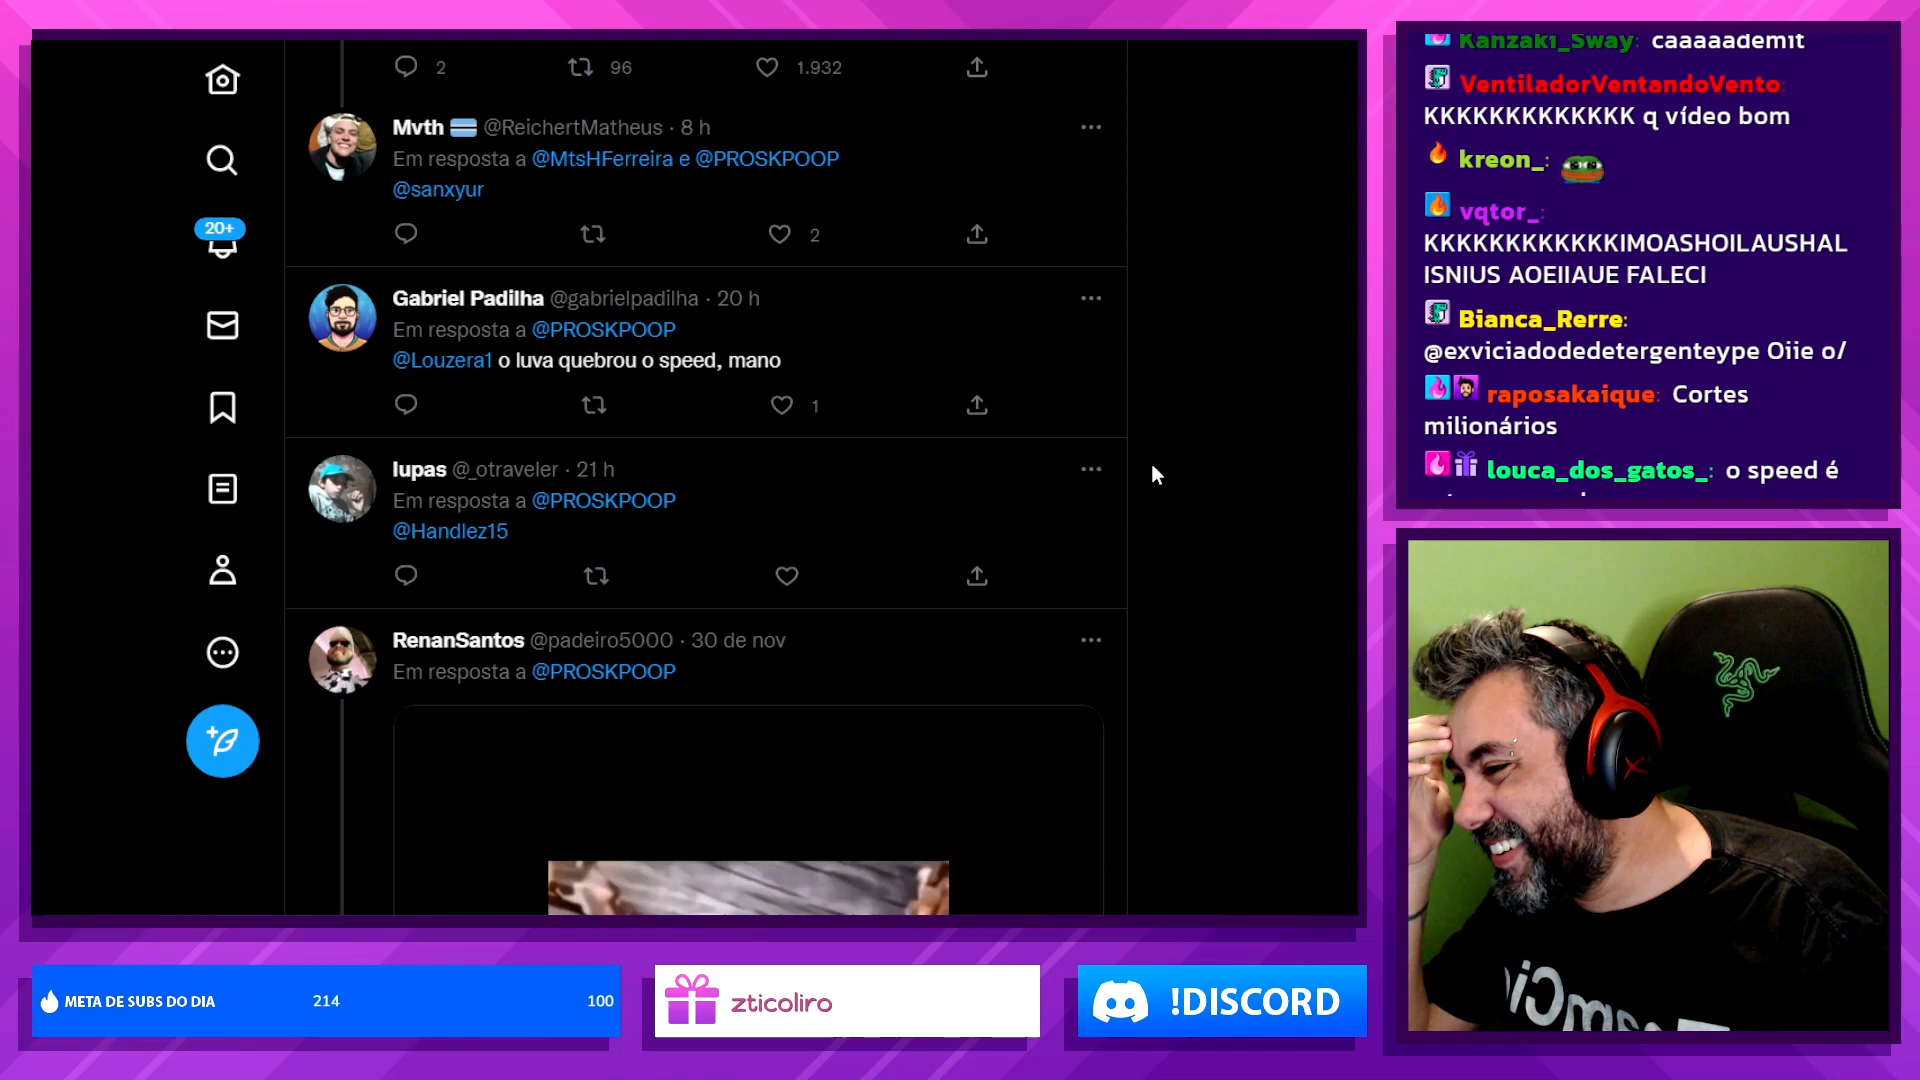 2 96 1.932
Mvth @ReichertMatheus · 8 h
Em resposta a @MtsHFerreira e @PROSKPOOP
@sanxyur
2
20+
Gabriel Padilha @gabrielpadilha · 20 h
Em resposta a @PROSKPOOP
@Louzera1 o luva quebrou o speed, mano
1
lupas @_otraveler · 21 h
Em resposta a @PROSKPOOP
@Handlez15
RenanSantos @padeiro5000 · 30 de nov
Em resposta a @PROSKPOOP
Kanzaki_Sway: caaaaademit
VentiladorVentandoVento:
KKKKKKKKKKKKK q vídeo bom
kreon_:
vqtor_:
KKKKKKKKKKKKIMOASHOILAUSHAL
ISNIUS AOEIIAUE FALECI
Bianca_Rerre:
@exviciadodedetergenteype Oiie o/
raposakaique: Cortes
milionários
louca_dos_gatos_: o speed é
META DE SUBS DO DIA 214 100
zticoliro
!DISCORD